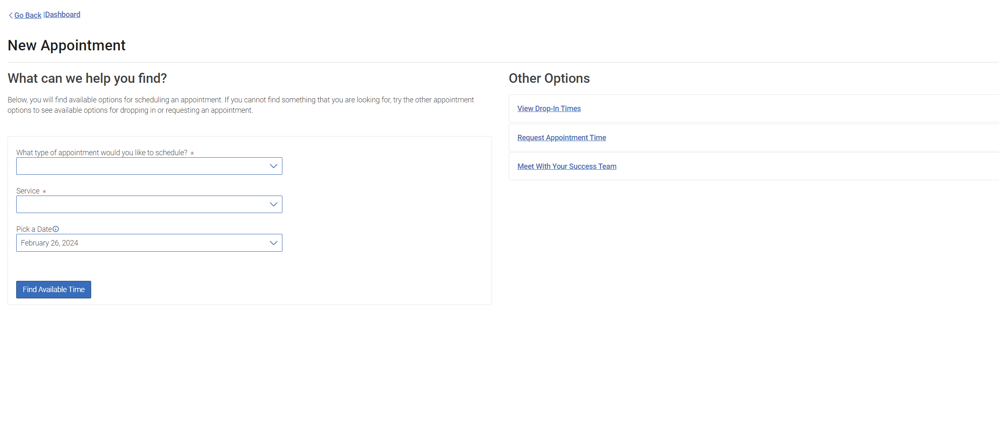 Go Back |Dashboard
New Appointment
What can we help you find?
Below, you will find available options for scheduling an appointment. If you cannot find something that you are looking for, try the other appointment
options to see available options for dropping in or requesting an appointment.
What type of appointment would you like to schedule? *
Service *
Pick a Date
February 26, 2024
Find Available Time
Other Options
View Drop-In Times
Request Appointment Time
Meet With Your Success Team